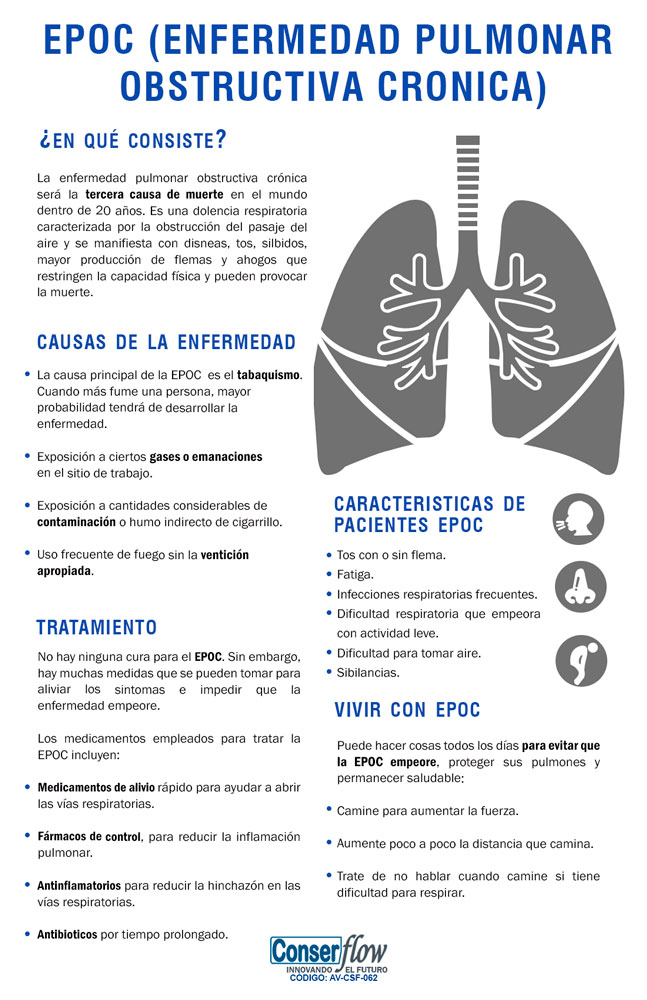 EPOC (ENFERMEDAD PULMONAR
OBSTRUCTIVA CRONICA)
¿EN QUÉ CONSISTE?
La enfermedad pulmonar obstructiva crónica
será la tercera causa de muerte en el mundo
dentro de 20 años. Es una dolencia respiratoria
caracterizada por la obstrucción del pasaje del
aire y se manifiesta con disneas, tos, silbidos,
mayor producción de flemas y ahogos que
restringen la capacidad física y pueden provocar
la muerte.
CAUSAS DE LA ENFERMEDAD
• La causa principal de la EPOC es el tabaquismo.
Cuando más fume una persona, mayor
probabilidad tendrá de desarrollar la
enfermedad.
• Exposición a ciertos gases o emanaciones
en el sitio de trabajo.
• Exposición a cantidades considerables de
contaminación o humo indirecto de cigarrillo.
• Uso frecuente de fuego sin la ventición
apropiada.
TRATAMIENTO
No hay ninguna cura para el EPOC. Sin embargo,
hay muchas medidas que se pueden tomar para
aliviar los sintomas e impedir que la
enfermedad empeore.
Los medicamentos empleados para tratar la
EPOC incluyen:
• Medicamentos de alivio rápido para ayudar a abrir
las vías respiratorias.
• Fármacos de control, para reducir la inflamación
pulmonar.
• Antinflamatorios para reducir la hinchazón en las
vías respiratorias.
• Antibioticos por tiempo prolongado.
CARACTERISTICAS DE
PACIENTES EPOC
• Tos con o sin flema.
• Fatiga.
• Infecciones respiratorias frecuentes.
• Dificultad respiratoria que empeora
con actividad leve.
• Dificultad para tomar aire.
• Sibilancias.
VIVIR CON EPOC
Puede hacer cosas todos los días para evitar que
la EPOC empeore, proteger sus pulmones y
permanecer saludable:
• Camine para aumentar la fuerza.
• Aumente poco a poco la distancia que camina.
• Trate de no hablar cuando camine si tiene
dificultad para respirar.
Conserflow
INNOVANDO EL FUTURO
CÓDIGO: AV-CSF-062